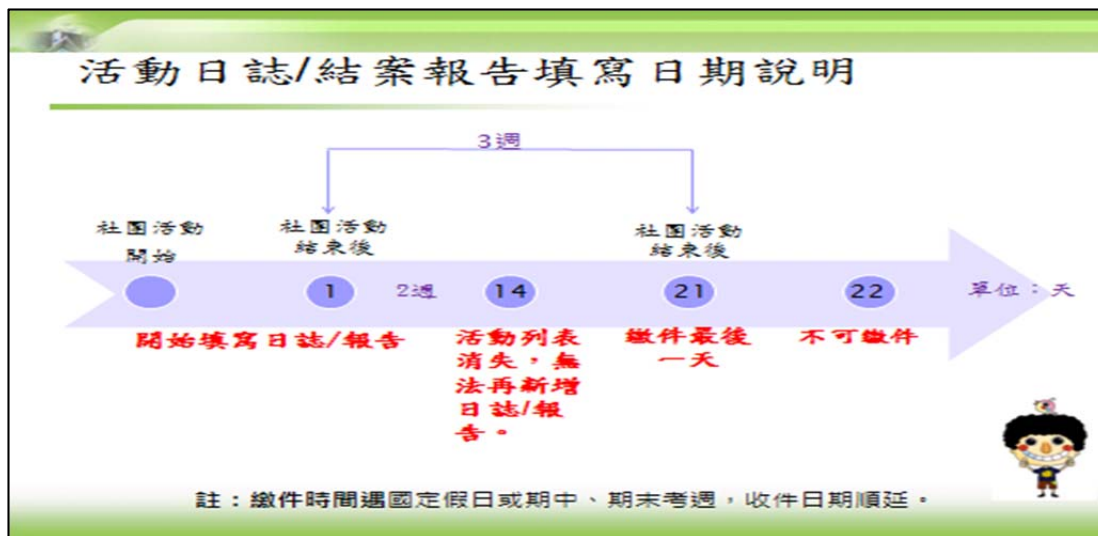 活動日誌/結案報告填寫日期說明
3週
社團活動
開始
社團活動
結束後
社團活動
結束後
1
2週
14
21
22
單位：天
開始填寫日誌/報告
活動列表
消失，無
法再新增
日誌/報
告。
繳件最後
一天
不可繳件
註：繳件時間遇國定假日或期中、期末考週，收件日期順延。